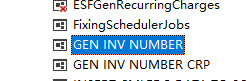 ESFGenRecurringCharges
FixingSchedulerJobs
GEN INV NUMBER
GEN INV NUMBER CRP